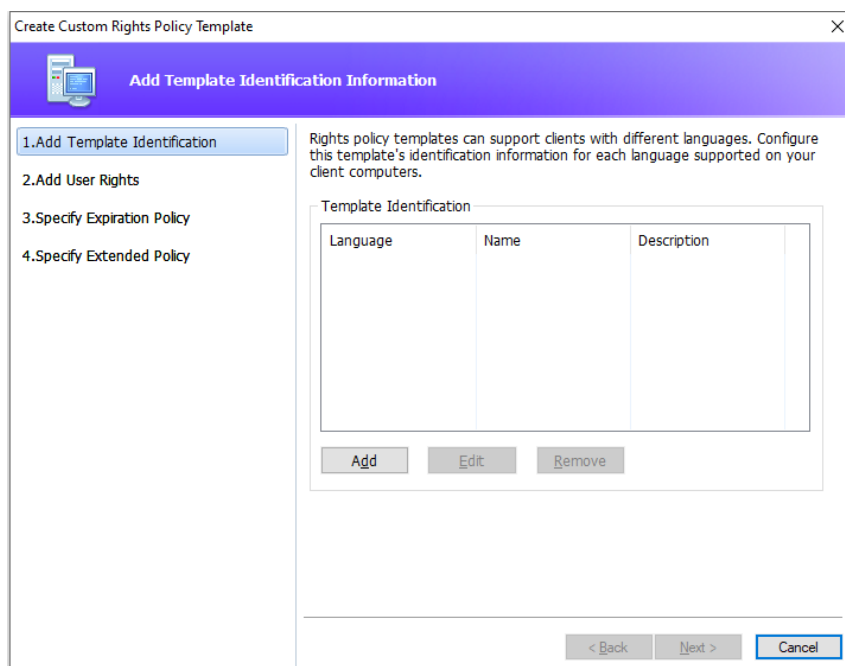 Create Custom Rights Policy Template
Add Template Identification Information
1.Add Template Identification
2.Add User Rights
3.Specify Expiration Policy
4.Specify Extended Policy
Rights policy templates can support clients with different languages. Configure
this template's identification information for each language supported on your
client computers.
Template Identification
Language Name Description
Add Edit Remove
< Back Next > Cancel